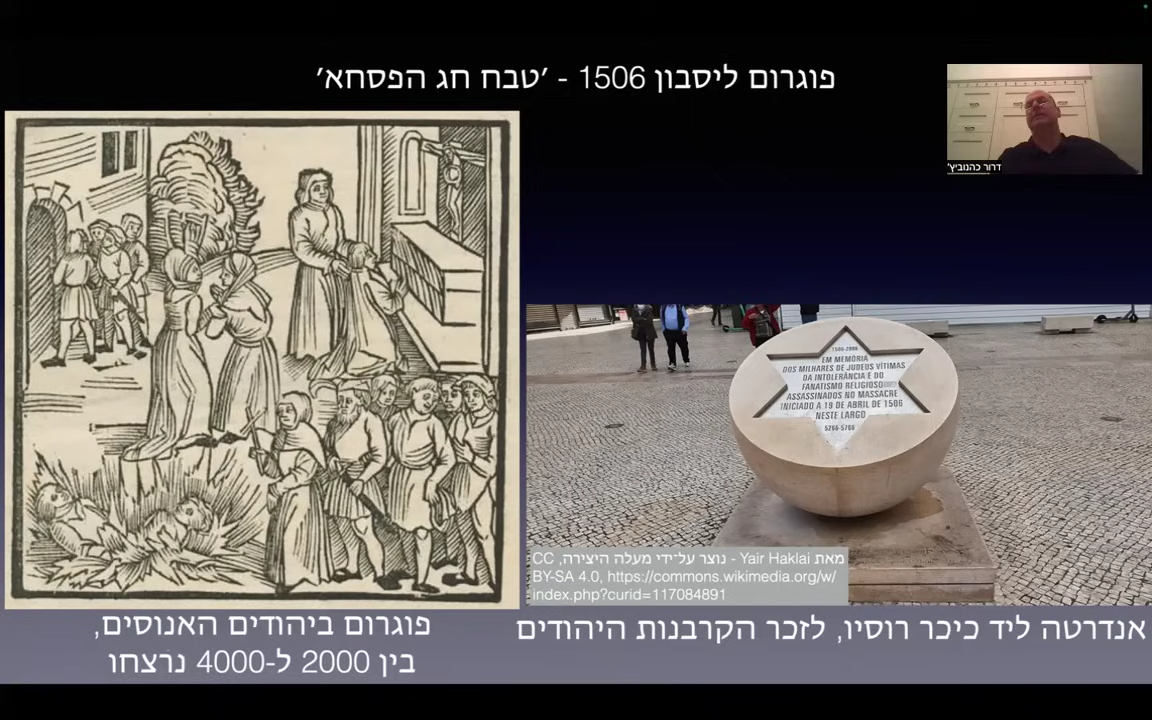 פוגרום ליסבון 1506 - 'טבח חג הפסחא'
דרור כהנוביץ'
1506-2006
EM MEMÓRIA
DOS MILHARES DE JUDEUS VÍTIMAS
DA INTOLERÂNCIA E DO
FANATISMO RELIGIOSO
ASSASSINADOS NO MASSACRE
INICIADO A 19 DE ABRIL DE 1506
NESTE LARGO
5266-5766
מאת Yair Haklai - נוצר על־ידי מעלה היצירה, CC
BY-SA 4.0, https://commons.wikimedia.org/w/
index.php?curid=117084891
פוגרום ביהודים האנוסים,
בין 2000 ל-4000 נרצחו
אנדרטה ליד כיכר רוסיו, לזכר הקרבנות היהודים